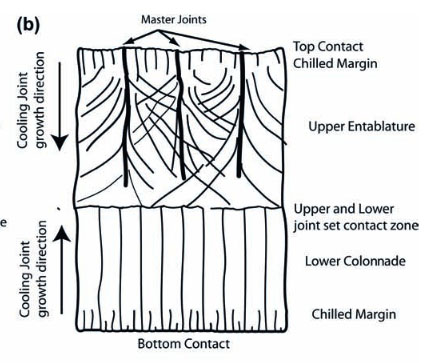 (b)
Master Joints
Top Contact
Chilled Margin
Cooling Joint
growth direction
Upper Entablature
Upper and Lower
joint set contact zone
Lower Colonnade
Cooling Joint
growth direction
Chilled Margin
Bottom Contact